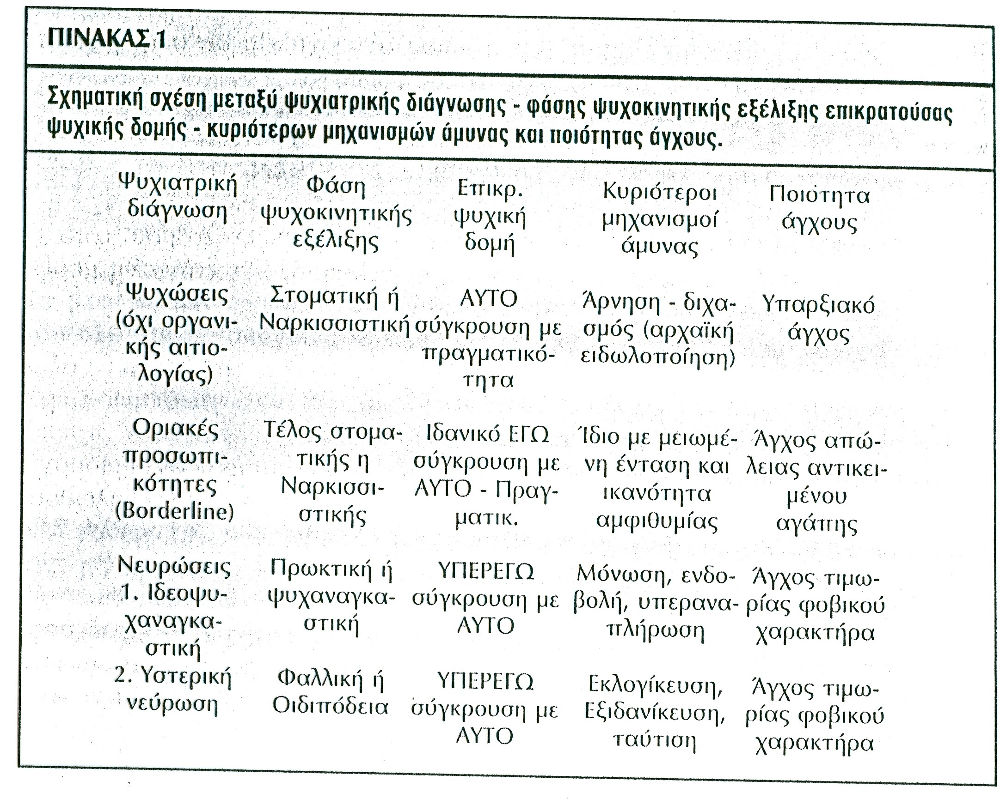 ΠΙΝΑΚΑΣ 1
Σχηματική σχέση μεταξύ ψυχιατρικής διάγνωσης - φάσης ψυχοκινητικής εξέλιξης επικρατούσας
ψυχικής δομής - κυριότερων μηχανισμών άμυνας και ποιότητας άγχους.
Ψυχιατρική Φάση Επικρ. Κυριότεροι Ποιότητα
διάγνωση ψυχοκινητικής ψυχική μηχανισμοί άγχους
εξέλιξης δομή άμυνας
Ψυχώσεις Στοματική ή ΑΥΤΟ Άρνηση - διχα- Υπαρξιακό
(όχι οργανι- Ναρκισσιστική σύγκρουση με σμός (αρχαϊκή άγχος
κής αιτιο- πραγματικό- ειδωλοποίηση)
λογίας) τητα
Οριακές Τέλος στομα- Ιδανικό ΕΓΩ Ίδιο με μειωμέ- Άγχος απώ-
προσωπι- τικής η σύγκρουση με νη ένταση και λειας αντικει-
κότητες Ναρκισσι- ΑΥΤΟ - Πραγ- ικανότητα μένου
(Borderline) στικής ματικ. αμφιθυμίας αγάπης
Νευρώσεις Πρωκτική ή ΥΠΕΡΕΓΩ Μόνωση, ενδο- Άγχος τιμω-
1. Ιδεοψυ- ψυχαναγκα- σύγκρουση με βολή, υπερανα- ρίας φοβικού
χαναγκα- στική ΑΥΤΟ πλήρωση χαρακτήρα
στική
2. Υστερική Φαλλική ή ΥΠΕΡΕΓΩ Εκλογίκευση, Άγχος τιμω-
νεύρωση Οιδιπόδεια σύγκρουση με Εξιδανίκευση, ρίας φοβικού
ΑΥΤΟ ταύτιση χαρακτήρα